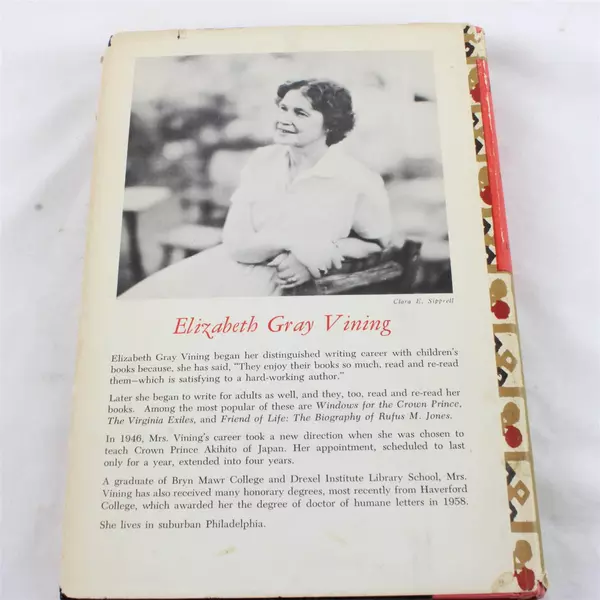 Clara E. Sipprell
Elizabeth Gray Vining
Elizabeth Gray Vining began her distinguished writing career with children's
books because, she has said, "They enjoy their books so much, read and re-read
them—which is satisfying to a hard-working author."
Later she began to write for adults as well, and they, too, read and re-read her
books. Among the most popular of these are Windows for the Crown Prince,
The Virginia Exiles, and Friend of Life: The Biography of Rufus M. Jones.
In 1946, Mrs. Vining's career took a new direction when she was chosen to
teach Crown Prince Akihito of Japan. Her appointment, scheduled to last
only for a year, extended into four years.
A graduate of Bryn Mawr College and Drexel Institute Library School, Mrs.
Vining has also received many honorary degrees, most recently from Haverford
College, which awarded her the degree of doctor of humane letters in 1958.
She lives in suburban Philadelphia.